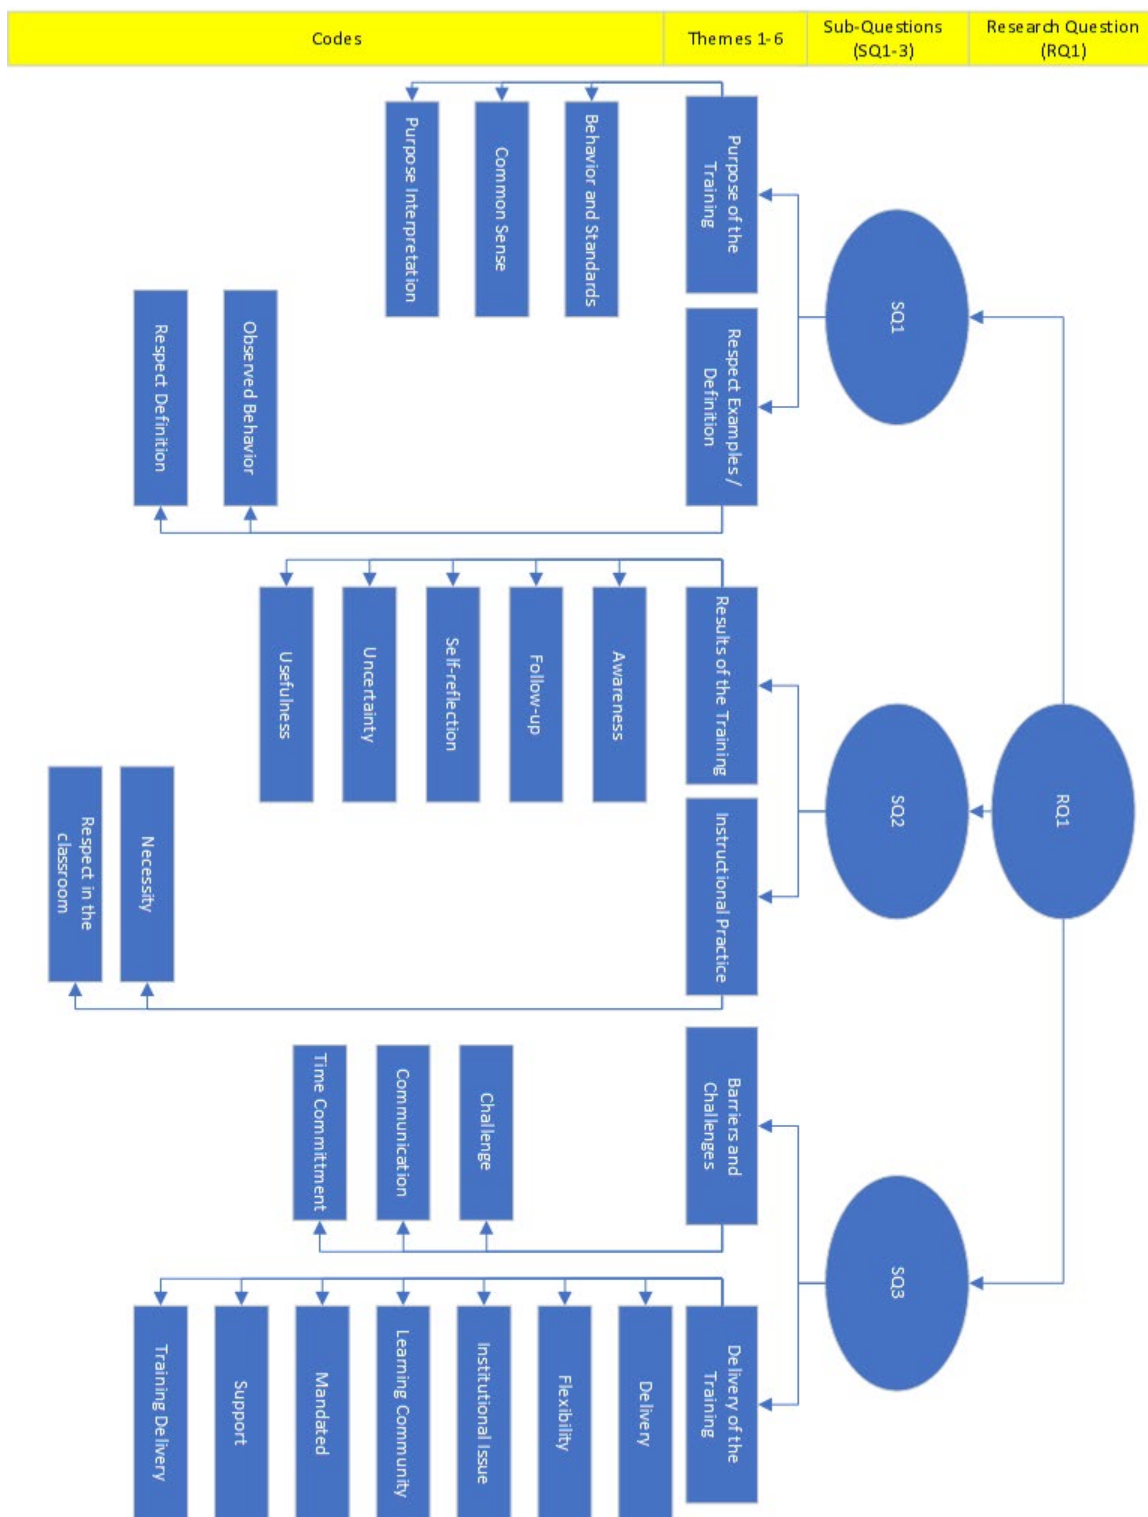 Research Question
(RQ1)
Sub-Questions
(SQ1-3)
Themes 1-6
Codes
RQ1
SQ1
SQ2
SQ3
Purpose of the
Training
Respect Examples /
Definition
Results of the Training
Instructional Practice
Barriers and
Challenges
Delivery of the
Training
Behavior and Standards
Common Sense
Purpose Interpretation
Observed Behavior
Respect Definition
Awareness
Follow-up
Self-reflection
Uncertainty
Usefulness
Necessity
Respect in the
classroom
Challenge
Communication
Time Committment
Delivery
Flexibility
Institutional Issue
Learning Community
Mandated
Support
Training Delivery